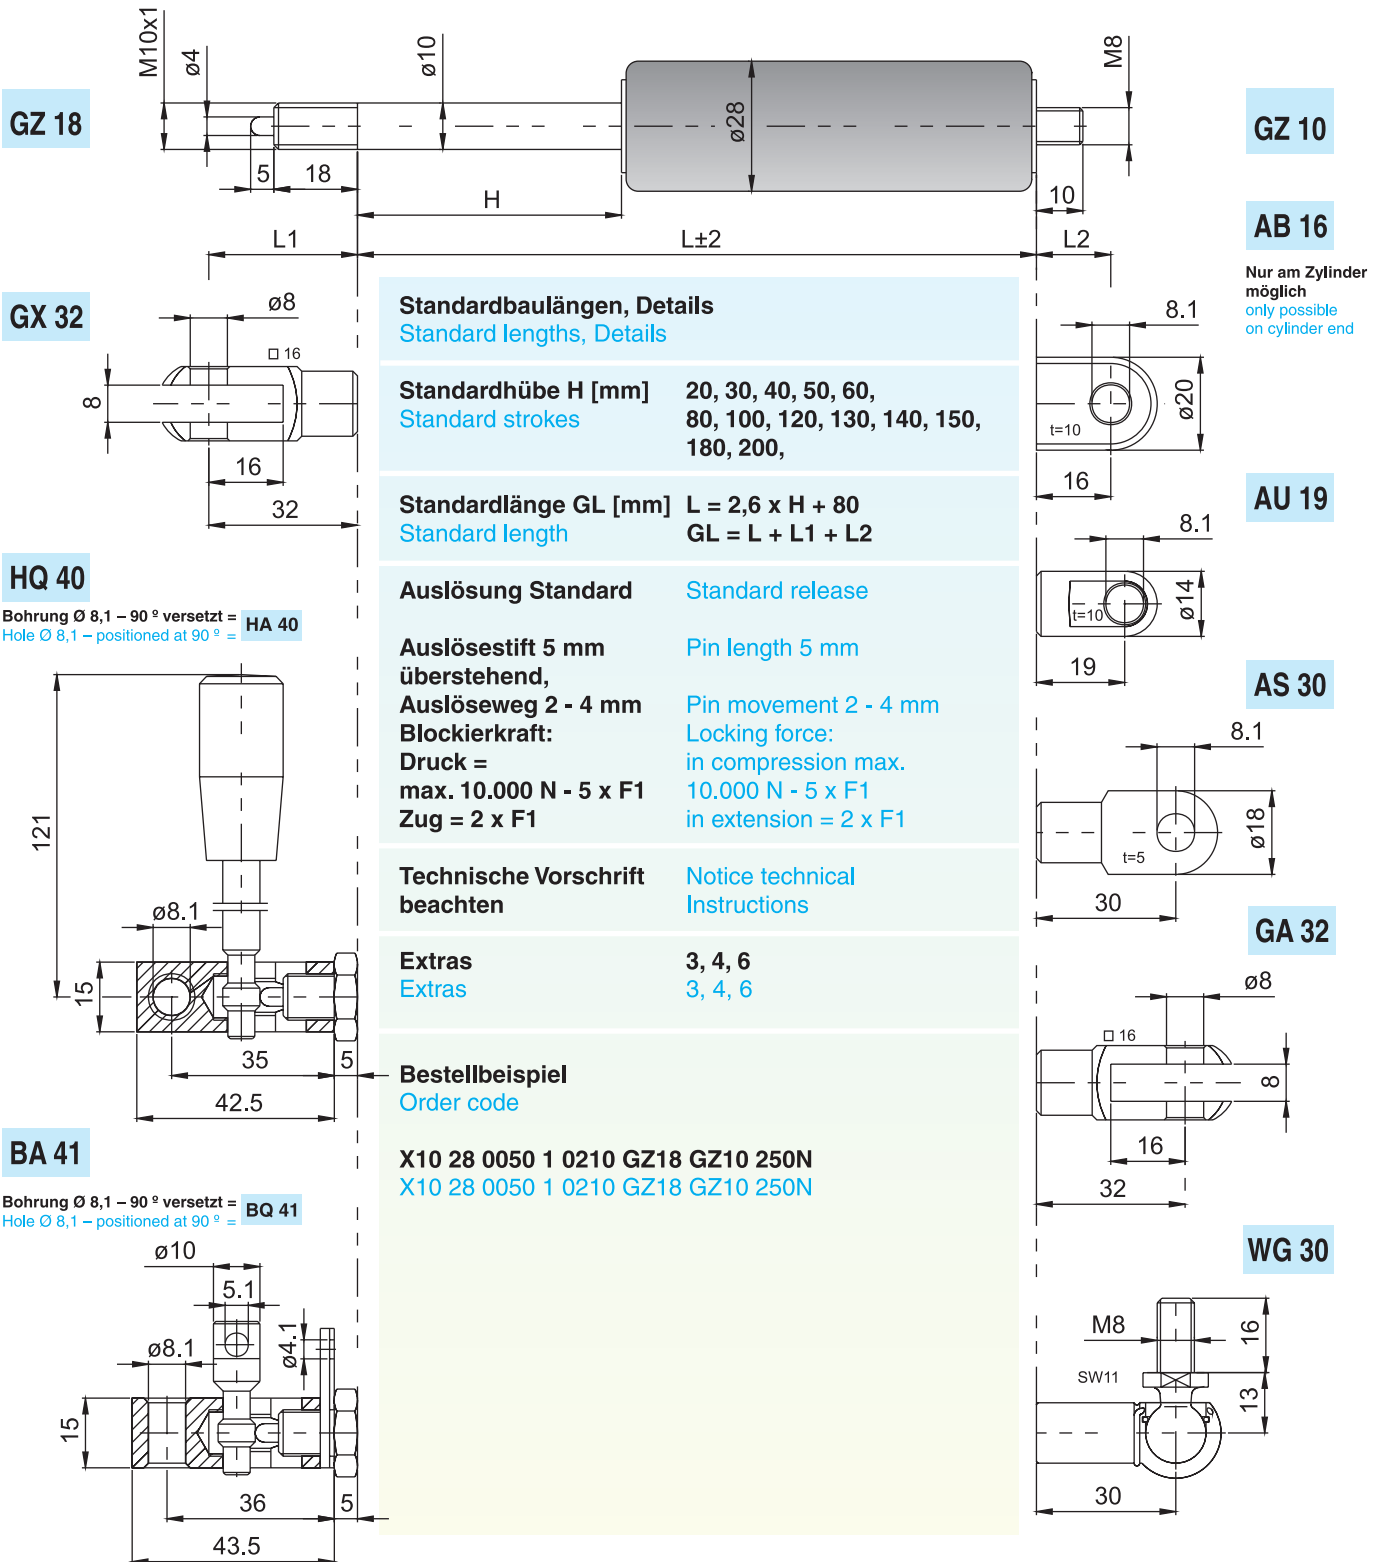 M10x1
ø4
ø10
ø28
M8
GZ 18
GZ 10
5
18
H
10
L1
L±2
L2
AB 16
Nur am Zylinder
möglich
only possible
on cylinder end
GX 32
ø8
□ 16
8
16
32
Standardbaulängen, Details
Standard lengths, Details
Standardhübe H [mm] 20, 30, 40, 50, 60,
Standard strokes 80, 100, 120, 130, 140, 150,
180, 200,
Standardlänge GL [mm] L = 2,6 x H + 80
Standard length GL = L + L1 + L2
Auslösung Standard Standard release
Auslösestift 5 mm Pin length 5 mm
überstehend,
Auslöseweg 2 - 4 mm Pin movement 2 - 4 mm
Blockierkraft: Locking force:
Druck = in compression max.
max. 10.000 N - 5 x F1 10.000 N - 5 x F1
Zug = 2 x F1 in extension = 2 x F1
Technische Vorschrift Notice technical
beachten Instructions
Extras 3, 4, 6
Extras 3, 4, 6
Bestellbeispiel
Order code
X10 28 0050 1 0210 GZ18 GZ10 250N
X10 28 0050 1 0210 GZ18 GZ10 250N
8.1
ø20
t=10
16
AU 19
8.1
ø14
t=10
19
AS 30
8.1
ø18
t=5
30
GA 32
ø8
□ 16
8
16
32
WG 30
M8
16
SW11
13
30
HQ 40
Bohrung Ø 8,1 – 90 º versetzt = HA 40
Hole Ø 8,1 – positioned at 90 º =
121
ø8.1
15
35
5
42.5
BA 41
Bohrung Ø 8,1 – 90 º versetzt = BQ 41
Hole Ø 8,1 – positioned at 90 º =
ø10
5.1
ø8.1
ø4.1
15
36
5
43.5